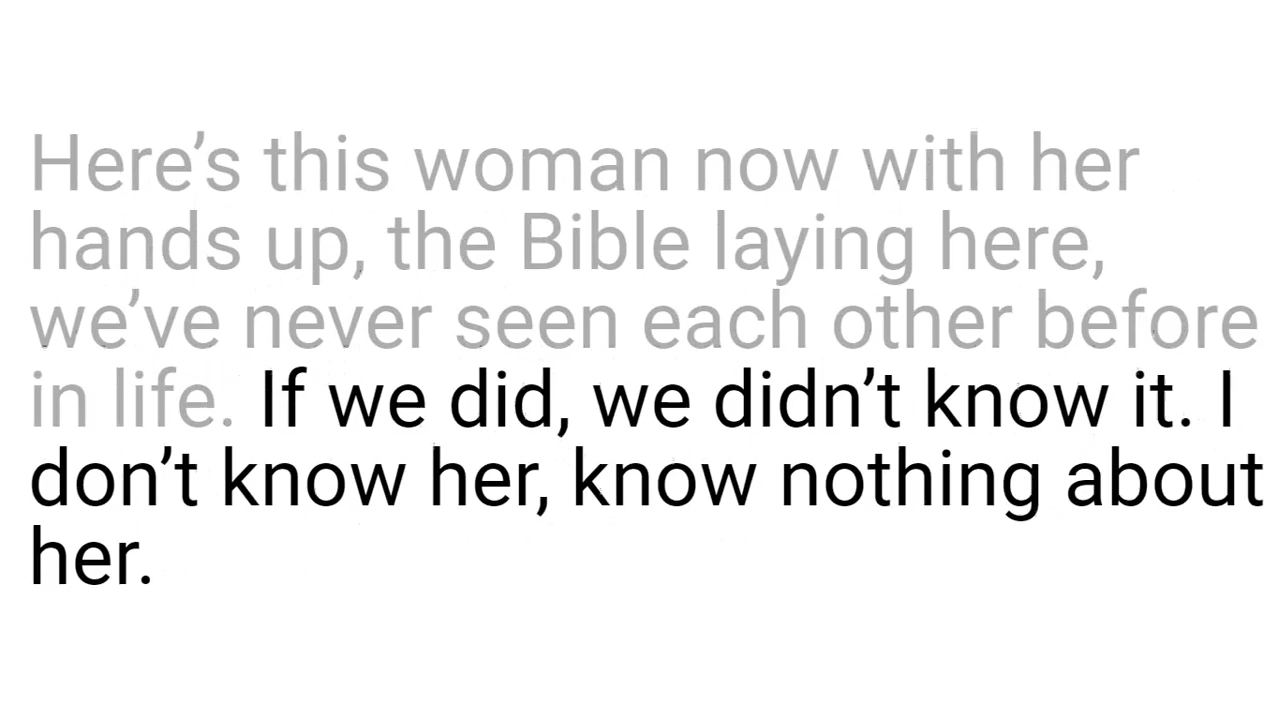 Here’s this woman now with her
hands up, the Bible laying here,
we’ve never seen each other before
in life. If we did, we didn’t know it. I
don’t know her, know nothing about
her.